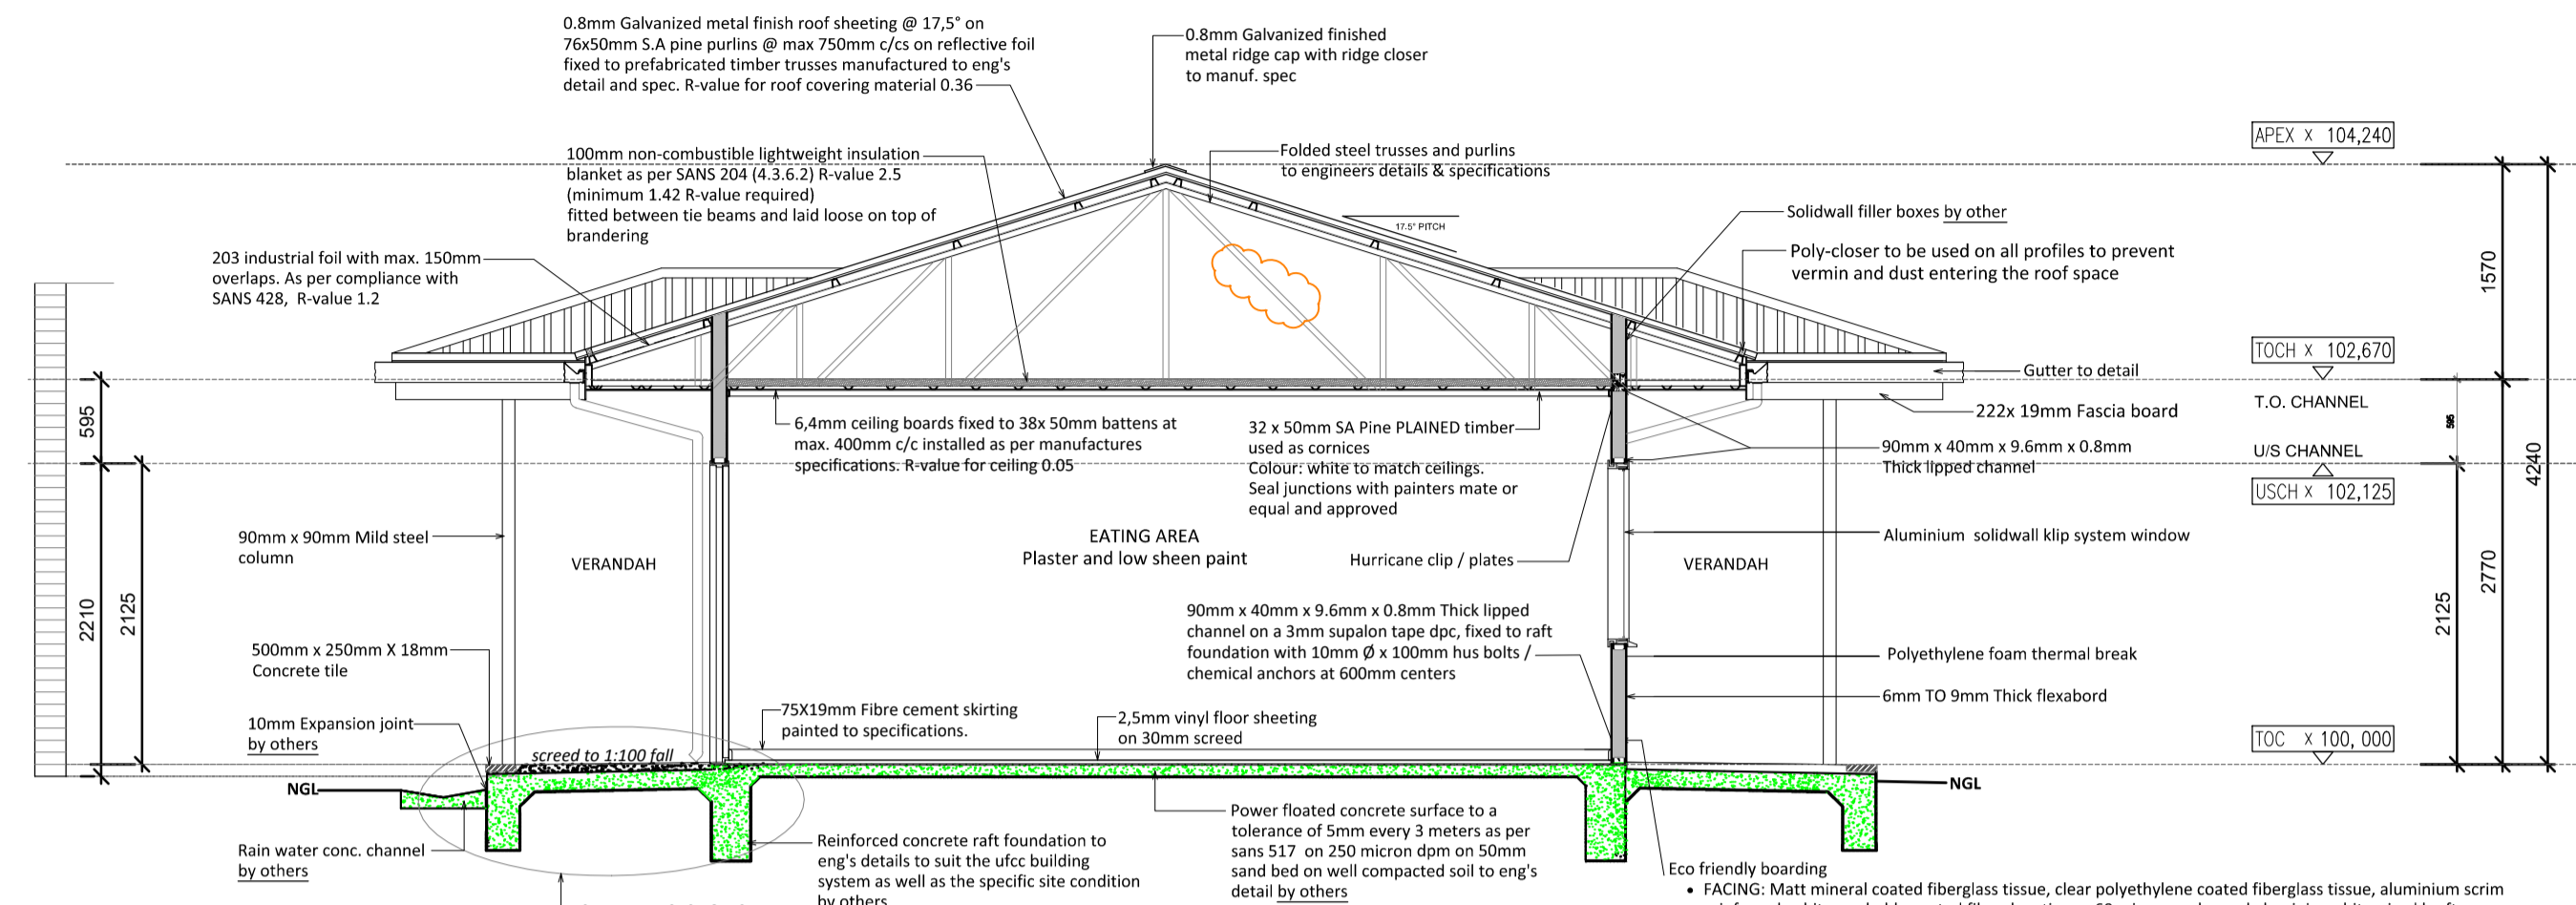 0.8mm Galvanized metal finish roof sheeting @ 17,5° on
76x50mm S.A pine purlins @ max 750mm c/cs on reflective foil
fixed to prefabricated timber trusses manufactured to eng's
detail and spec. R-value for roof covering material 0.36
0.8mm Galvanized finished
metal ridge cap with ridge closer
to manuf. spec
APEX X 104,240
100mm non-combustible lightweight insulation
blanket as per SANS 204 (4.3.6.2) R-value 2.5
(minimum 1.42 R-value required)
fitted between tie beams and laid loose on top of
brandering
Folded steel trusses and purlins
to engineers details & specifications
17.5° PITCH
Solidwall filler boxes by other
Poly-closer to be used on all profiles to prevent
vermin and dust entering the roof space
203 industrial foil with max. 150mm
overlaps. As per compliance with
SANS 428, R-value 1.2
1570
TOCH X 102,670
Gutter to detail
T.O. CHANNEL
222x 19mm Fascia board
595
6,4mm ceiling boards fixed to 38x 50mm battens at
max. 400mm c/c installed as per manufactures
specifications. R-value for ceiling 0.05
32 x 50mm SA Pine PLAINED timber
used as cornices
Colour: white to match ceilings.
Seal junctions with painters mate or
equal and approved
90mm x 40mm x 9.6mm x 0.8mm
Thick lipped channel
595
U/S CHANNEL
USCH X 102,125
4240
90mm x 90mm Mild steel
column
VERANDAH
EATING AREA
Plaster and low sheen paint
Hurricane clip / plates
Aluminium solidwall klip system window
VERANDAH
2210
2125
2125
2770
500mm x 250mm X 18mm
Concrete tile
90mm x 40mm x 9.6mm x 0.8mm Thick lipped
channel on a 3mm supalon tape dpc, fixed to raft
foundation with 10mm Ø x 100mm hus bolts /
chemical anchors at 600mm centers
Polyethylene foam thermal break
6mm TO 9mm Thick flexabord
10mm Expansion joint
by others
75X19mm Fibre cement skirting
painted to specifications.
2,5mm vinyl floor sheeting
on 30mm screed
TOC X 100, 000
screed to 1:100 fall
NGL
NGL
Rain water conc. channel
by others
Reinforced concrete raft foundation to
eng's details to suit the ufcc building
system as well as the specific site condition
by others
Power floated concrete surface to a
tolerance of 5mm every 3 meters as per
sans 517 on 250 micron dpm on 50mm
sand bed on well compacted soil to eng's
detail by others
Eco friendly boarding
• FACING: Matt mineral coated fiberglass tissue, clear polyethylene coated fiberglass tissue, aluminium scrim